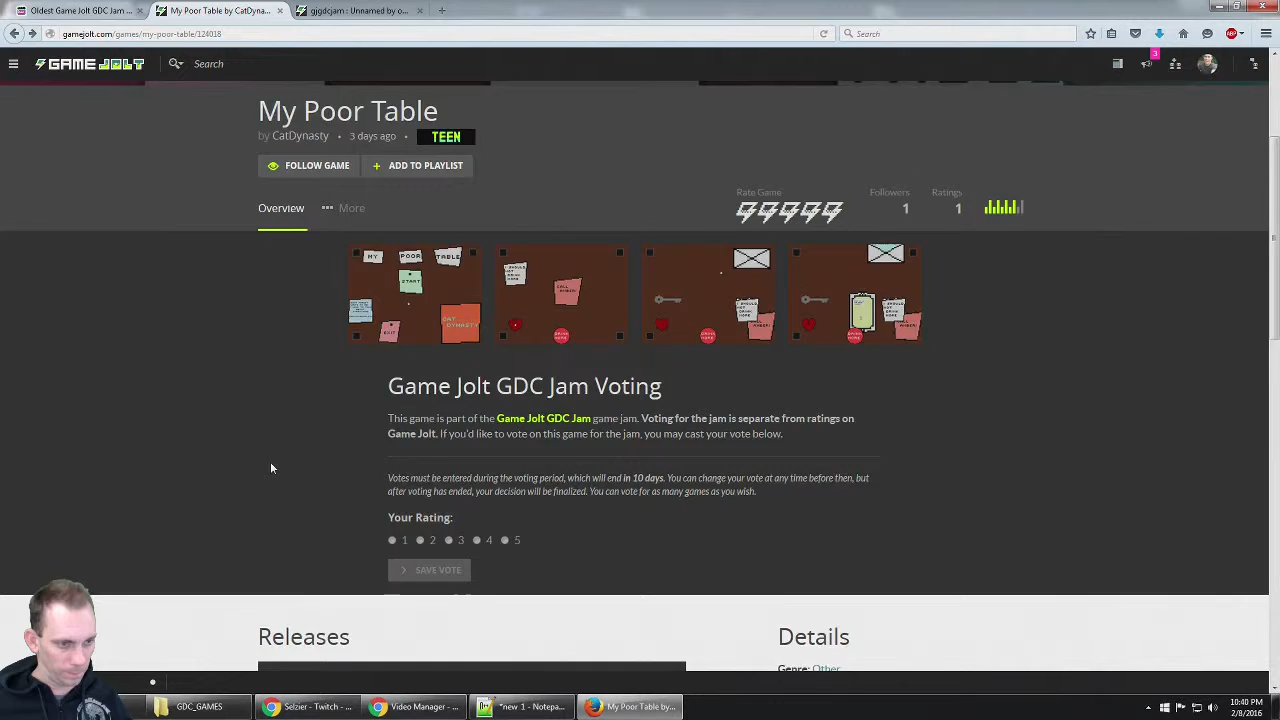 Oldest Game Jolt GDC Jam ...
My Poor Table by CatDyna...
gjgdcjam : Unnamed by o...
gamejolt.com/games/my-poor-table/124018
Search
GAME JOLT
Search
3
My Poor Table
by CatDynasty • 3 days ago • TEEN
FOLLOW GAME
+ ADD TO PLAYLIST
Overview
More
Rate Game
Followers
1
Ratings
1
MY
POOR
TABLE
START
EXIT
CAT DYNASTY
Game Jolt GDC Jam Voting
This game is part of the Game Jolt GDC Jam game jam. Voting for the jam is separate from ratings on
Game Jolt. If you'd like to vote on this game for the jam, you may cast your vote below.
Votes must be entered during the voting period, which will end in 10 days. You can change your vote at any time before then, but
after voting has ended, your decision will be finalized. You can vote for as many games as you wish.
Your Rating:
1 2 3 4 5
SAVE VOTE
Releases
Details
Genre: Other
GDC_GAMES
Selzier - Twitch - ...
Video Manager - ...
*new 1 - Notepa...
My Poor Table by...
10:40 PM
2/8/2016